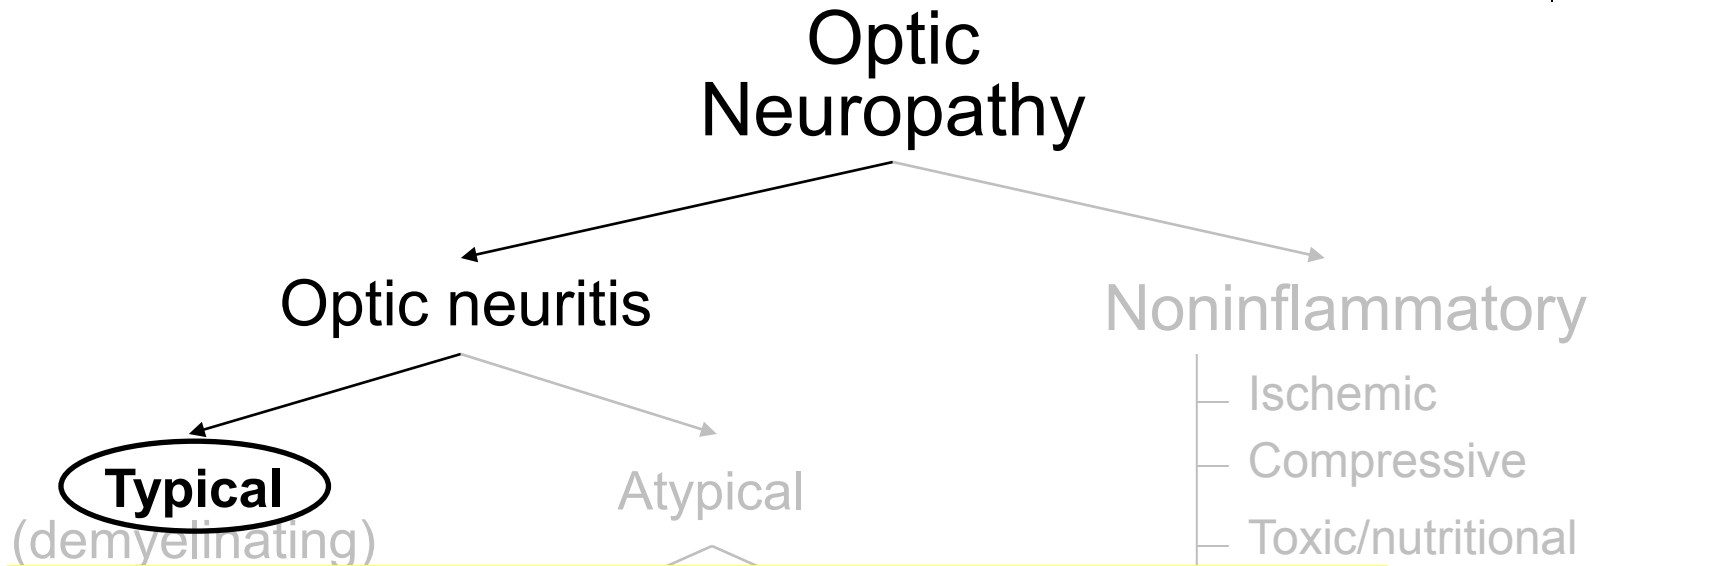 Optic
Neuropathy
Optic neuritis
Noninflammatory
Ischemic
Typical
Atypical
Compressive
(demyelinating)
Toxic/nutritional